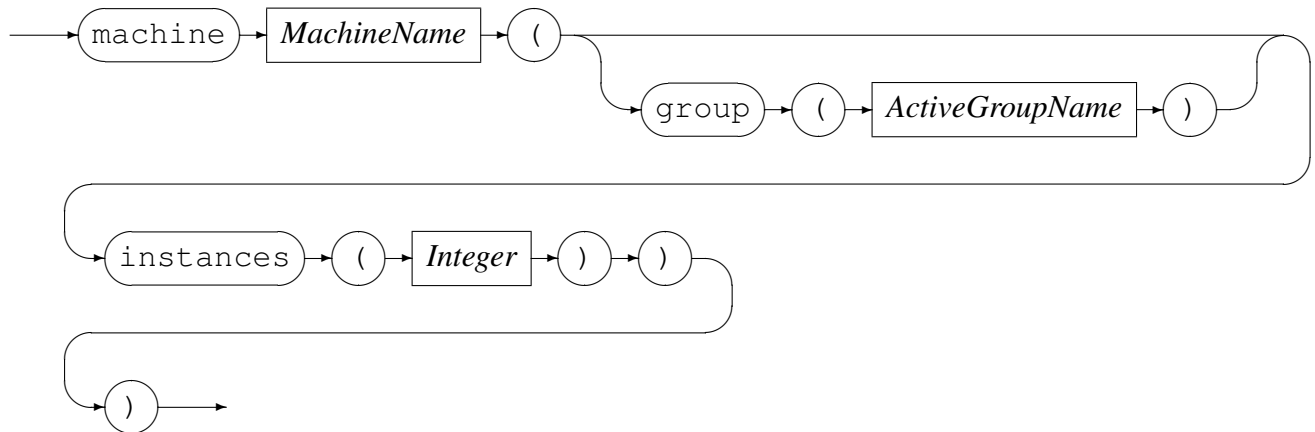 machine MachineName (
group ( ActiveGroupName )
instances ( Integer ) )
)